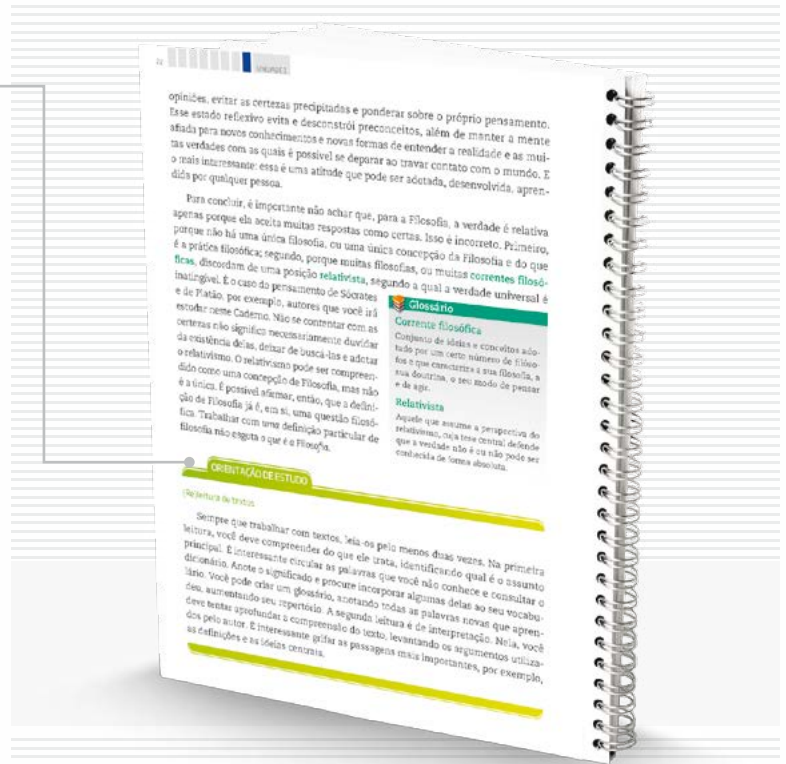 22
UNIDADE 1
opiniões, evitar as certezas precipitadas e ponderar sobre o próprio pensamento.
Esse estado reflexivo evita e desconstrói preconceitos, além de manter a mente
afiada para novos conhecimentos e novas formas de entender a realidade e as mui-
tas verdades com as quais é possível se deparar ao travar contato com o mundo. E
o mais interessante: essa é uma atitude que pode ser adotada, desenvolvida, apren-
dida por qualquer pessoa.
Para concluir, é importante não achar que, para a Filosofia, a verdade é relativa
apenas porque ela aceita muitas respostas como certas. Isso é incorreto. Primeiro,
porque não há uma única filosofia, ou uma única concepção da Filosofia e do que
é a prática filosófica; segundo, porque muitas filosofias, ou muitas correntes filosó-
ficas, discordam de uma posição relativista, segundo a qual a verdade universal é
inatingível. É o caso do pensamento de Sócrates
e de Platão, por exemplo, autores que você irá
estudar neste Caderno. Não se contentar com as
certezas não significa necessariamente duvidar
da existência delas, deixar de buscá-las e adotar
o relativismo. O relativismo pode ser compreen-
dido como uma concepção de Filosofia, mas não
é a única. É possível afirmar, então, que a defini-
ção de Filosofia já é, em si, uma questão filosó-
fica. Trabalhar com uma definição particular de
filosofia não esgota o que é a Filosofia.
Glossário
Corrente filosófica
Conjunto de ideias e conceitos ado-
tado por um certo número de filóso-
fos e que caracteriza a sua filosofia, a
sua doutrina, o seu modo de pensar
e de agir.
Relativista
Aquele que assume a perspectiva do
relativismo, cuja tese central defende
que a verdade não é ou não pode ser
conhecida de forma absoluta.
ORIENTAÇÃO DE ESTUDO
(Re)leitura de textos
Sempre que trabalhar com textos, leia-os pelo menos duas vezes. Na primeira
leitura, você deve compreender do que ele trata, identificando qual é o assunto
principal. É interessante circular as palavras que você não conhece e consultar o
dicionário. Anote o significado e procure incorporar algumas delas ao seu vocabu-
lário. Você pode criar um glossário, anotando todas as palavras novas que apren-
deu, aumentando seu repertório. A segunda leitura é de interpretação. Nela, você
deve tentar aprofundar a compreensão do texto, levantando os argumentos utiliza-
dos pelo autor. É interessante grifar as passagens mais importantes, por exemplo,
as definições e as ideias centrais.